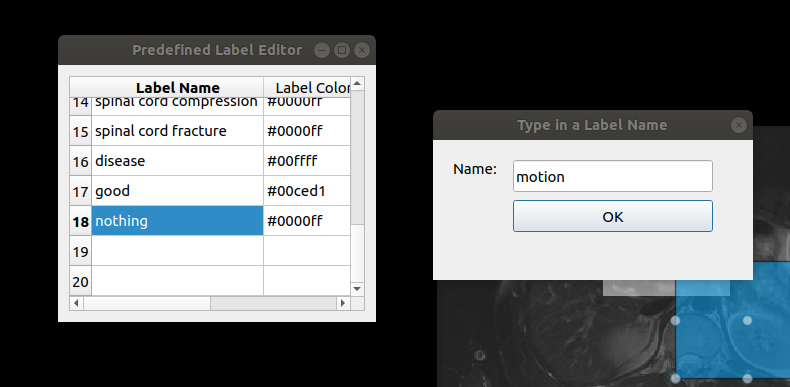 Predefined Label Editor
Label Name Label Color
14 spinal cord compression #0000ff
15 spinal cord fracture #0000ff
16 disease #00ffff
17 good #00ced1
18 nothing #0000ff
19
20
Type in a Label Name
Name: motion
OK